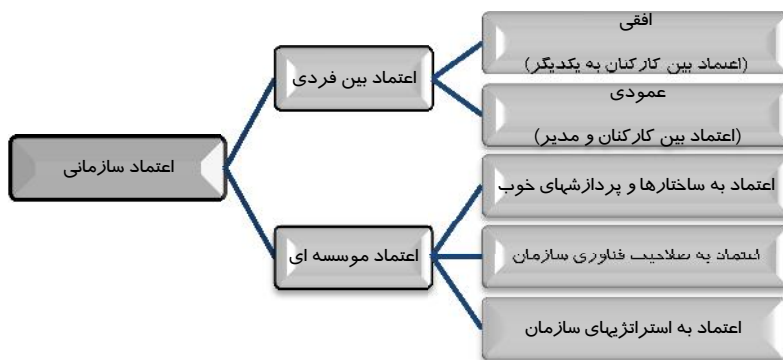 اعتماد سازمانی
اعتماد بین فردی
افقی
(اعتماد بین کارکنان به یکدیگر)
عمودی
(اعتماد بین کارکنان و مدیر)
اعتماد موسسه ای
اعتماد به ساختارها و پردازشهای خوب
اعتماد به صلاحیت فناوری سازمان
اعتماد به استراتژیهای سازمان